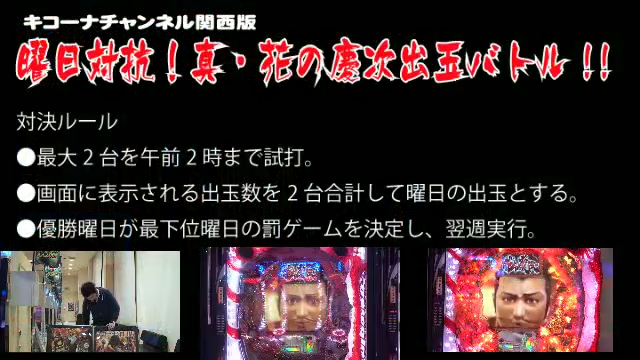 キコーナチャンネル関西版
曜日対抗！真・花の慶次出玉バトル！！
対決ルール
●最大２台を午前２時まで試打。
●画面に表示される出玉数を２台合計して曜日の出玉とする。
●優勝曜日が最下位曜日の罰ゲームを決定し、翌週実行。